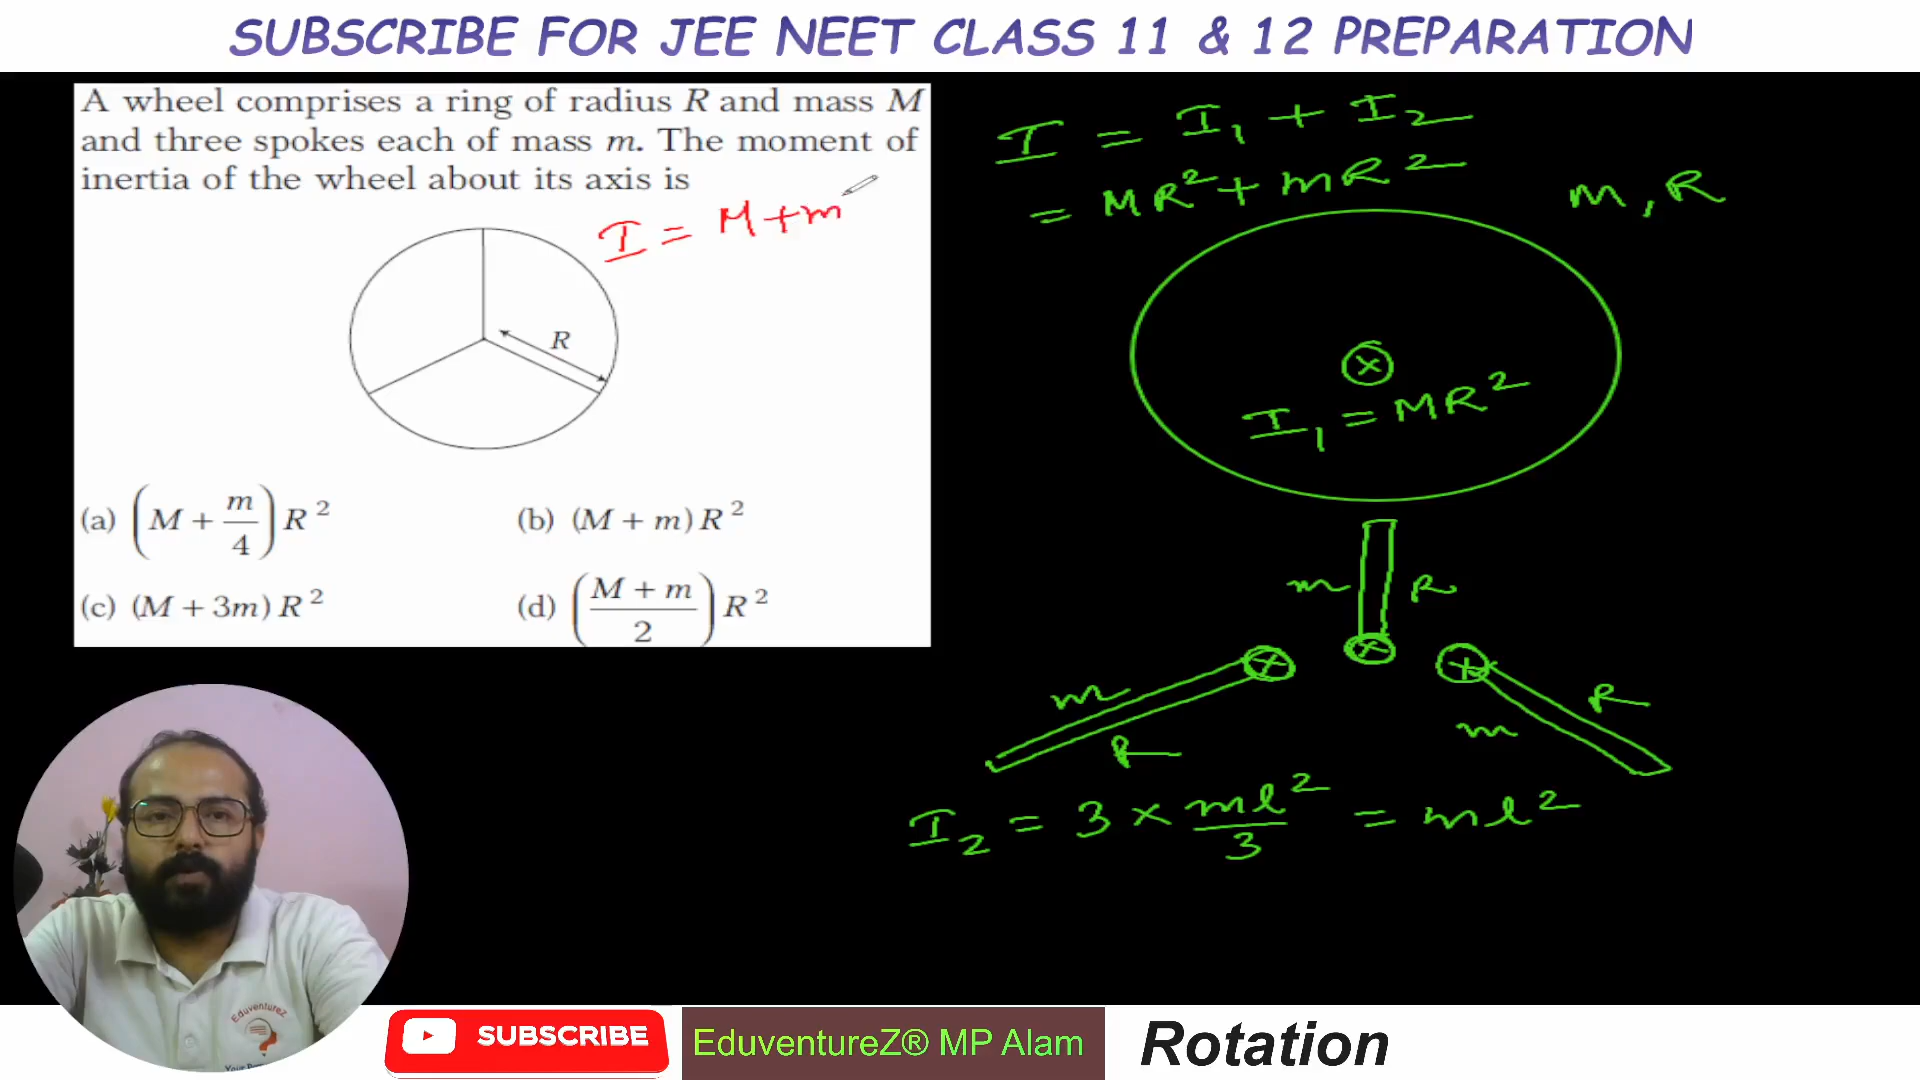 SUBSCRIBE FOR JEE NEET CLASS 11 & 12 PREPARATION
A wheel comprises a ring of radius R and mass M
and three spokes each of mass m. The moment of
inertia of the wheel about its axis is
I = M+m
R
(a) (M + m/4) R²
(b) (M + m) R²
(c) (M + 3m) R²
(d) ((M + m)/2) R²
I = I₁ + I₂
= MR² + mR²
m, R
I₁ = MR²
m R
m R
R m
I₂ = 3 × ml²/3 = ml²
EduventureZ
SUBSCRIBE
EduventureZ® MP Alam
Rotation